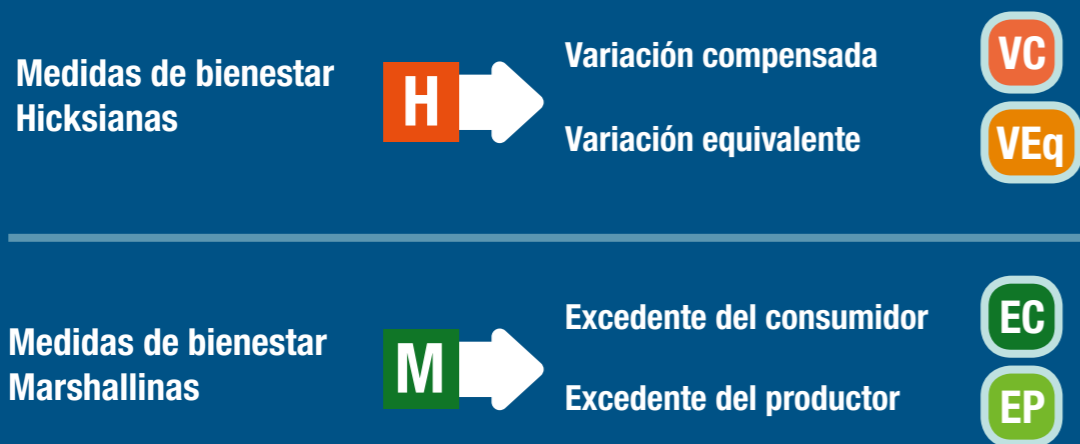 Medidas de bienestar
Hicksianas
H
Variación compensada
VC
Variación equivalente
VEq
Medidas de bienestar
Marshallinas
M
Excedente del consumidor
EC
Excedente del productor
EP